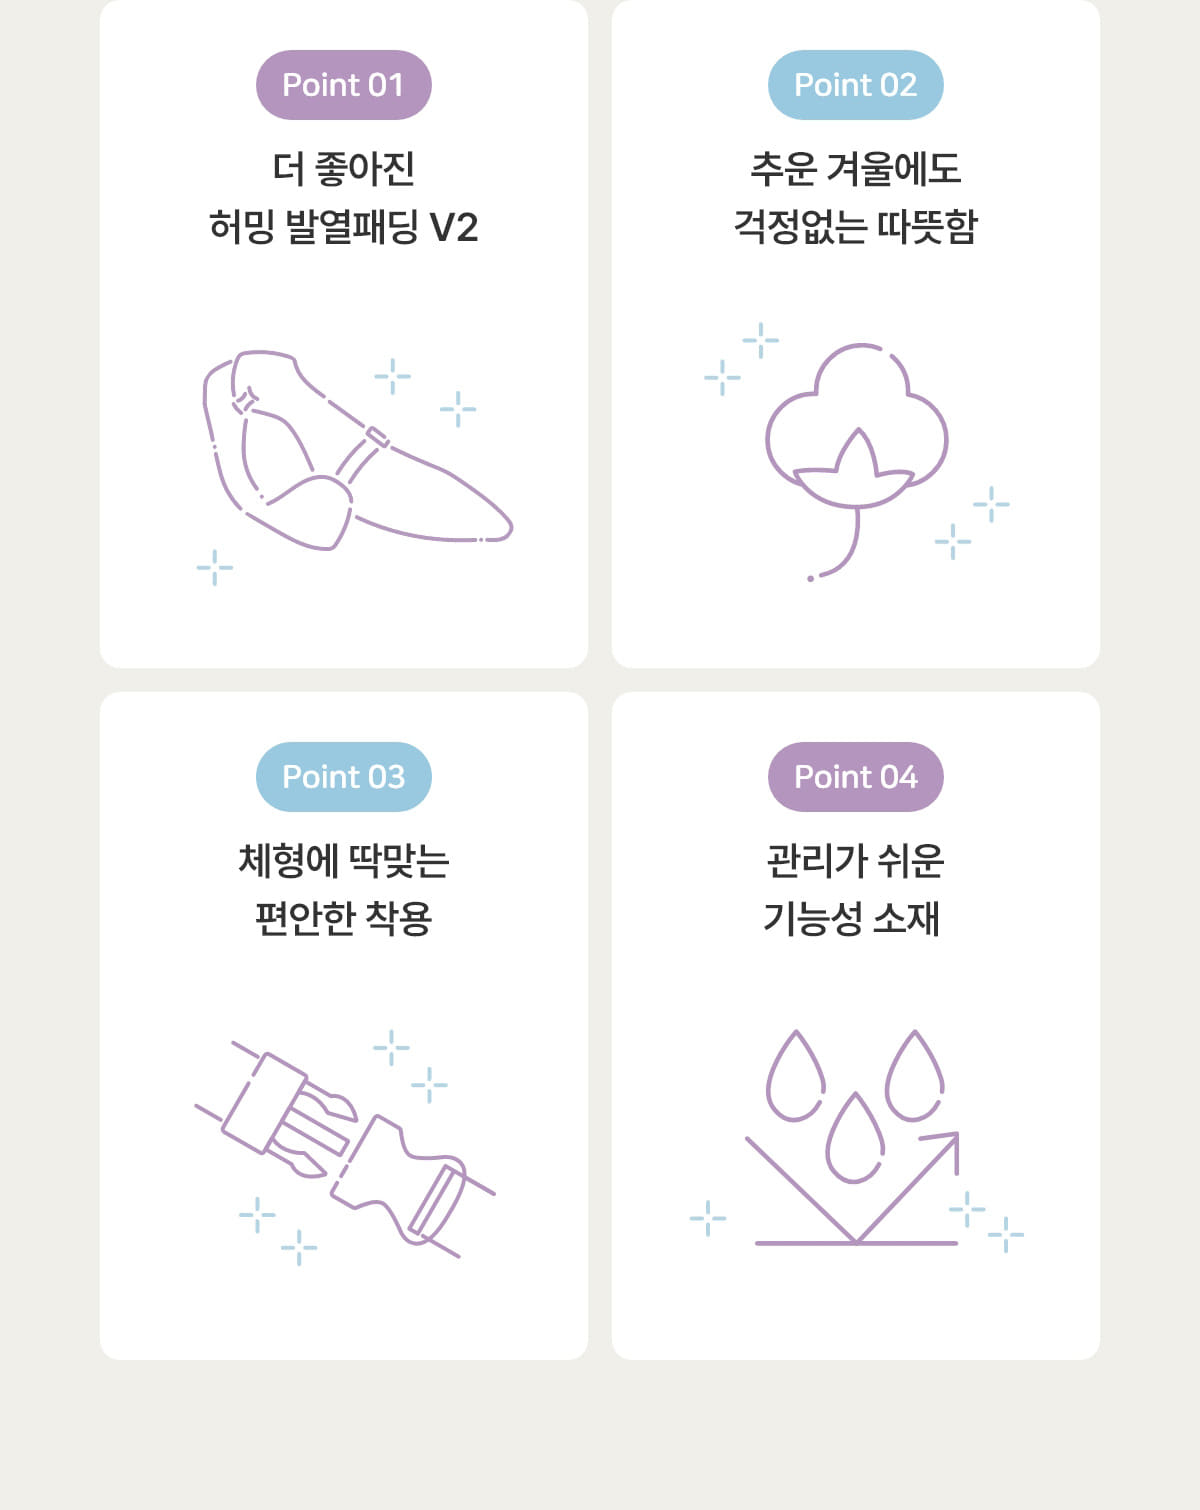 Point 01
더 좋아진
허밍 발열패딩 V2
Point 02
추운 겨울에도
걱정없는 따뜻함
Point 03
체형에 딱맞는
편안한 착용
Point 04
관리가 쉬운
기능성 소재